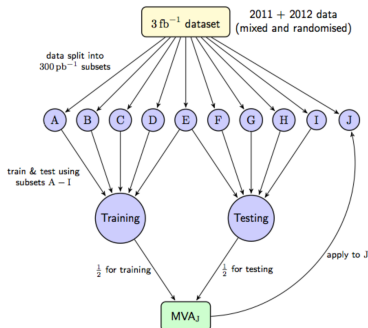 3 fb⁻¹ dataset
2011 + 2012 data
(mixed and randomised)
data split into
300 pb⁻¹ subsets
A B C D E F G H I J
train & test using
subsets A − I
Training
Testing
½ for training
½ for testing
apply to J
MVA_J